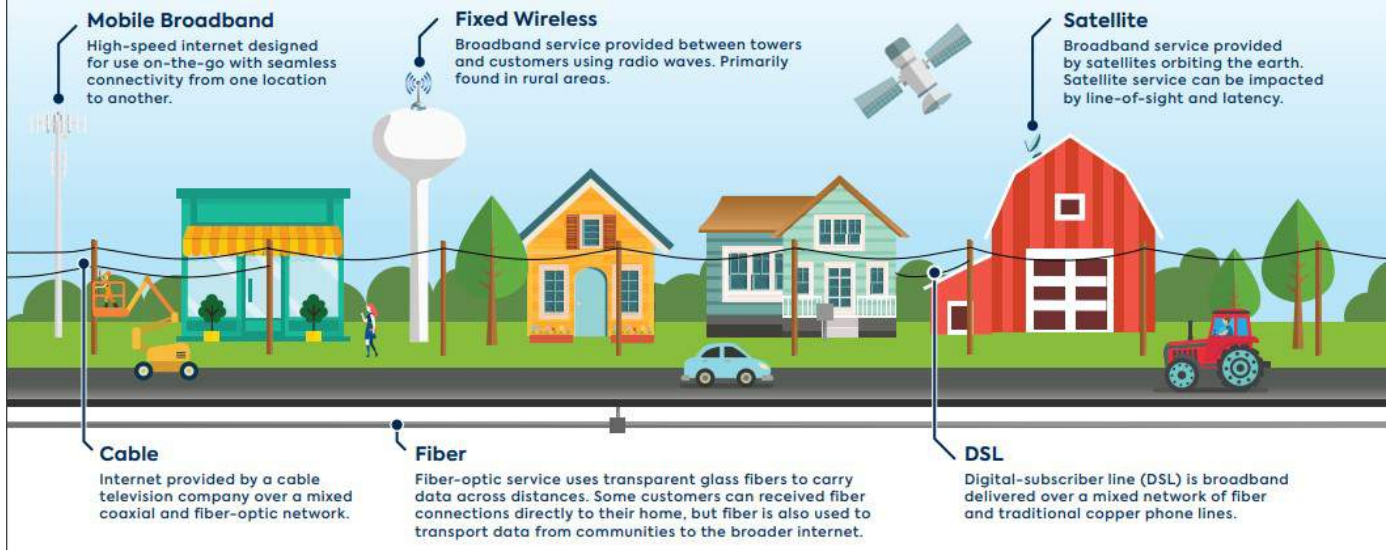 Mobile Broadband
High-speed internet designed
for use on-the-go with seamless
connectivity from one location
to another.
Fixed Wireless
Broadband service provided between towers
and customers using radio waves. Primarily
found in rural areas.
Satellite
Broadband service provided
by satellites orbiting the earth.
Satellite service can be impacted
by line-of-sight and latency.
Cable
Internet provided by a cable
television company over a mixed
coaxial and fiber-optic network.
Fiber
Fiber-optic service uses transparent glass fibers to carry
data across distances. Some customers can received fiber
connections directly to their home, but fiber is also used to
transport data from communities to the broader internet.
DSL
Digital-subscriber line (DSL) is broadband
delivered over a mixed network of fiber
and traditional copper phone lines.